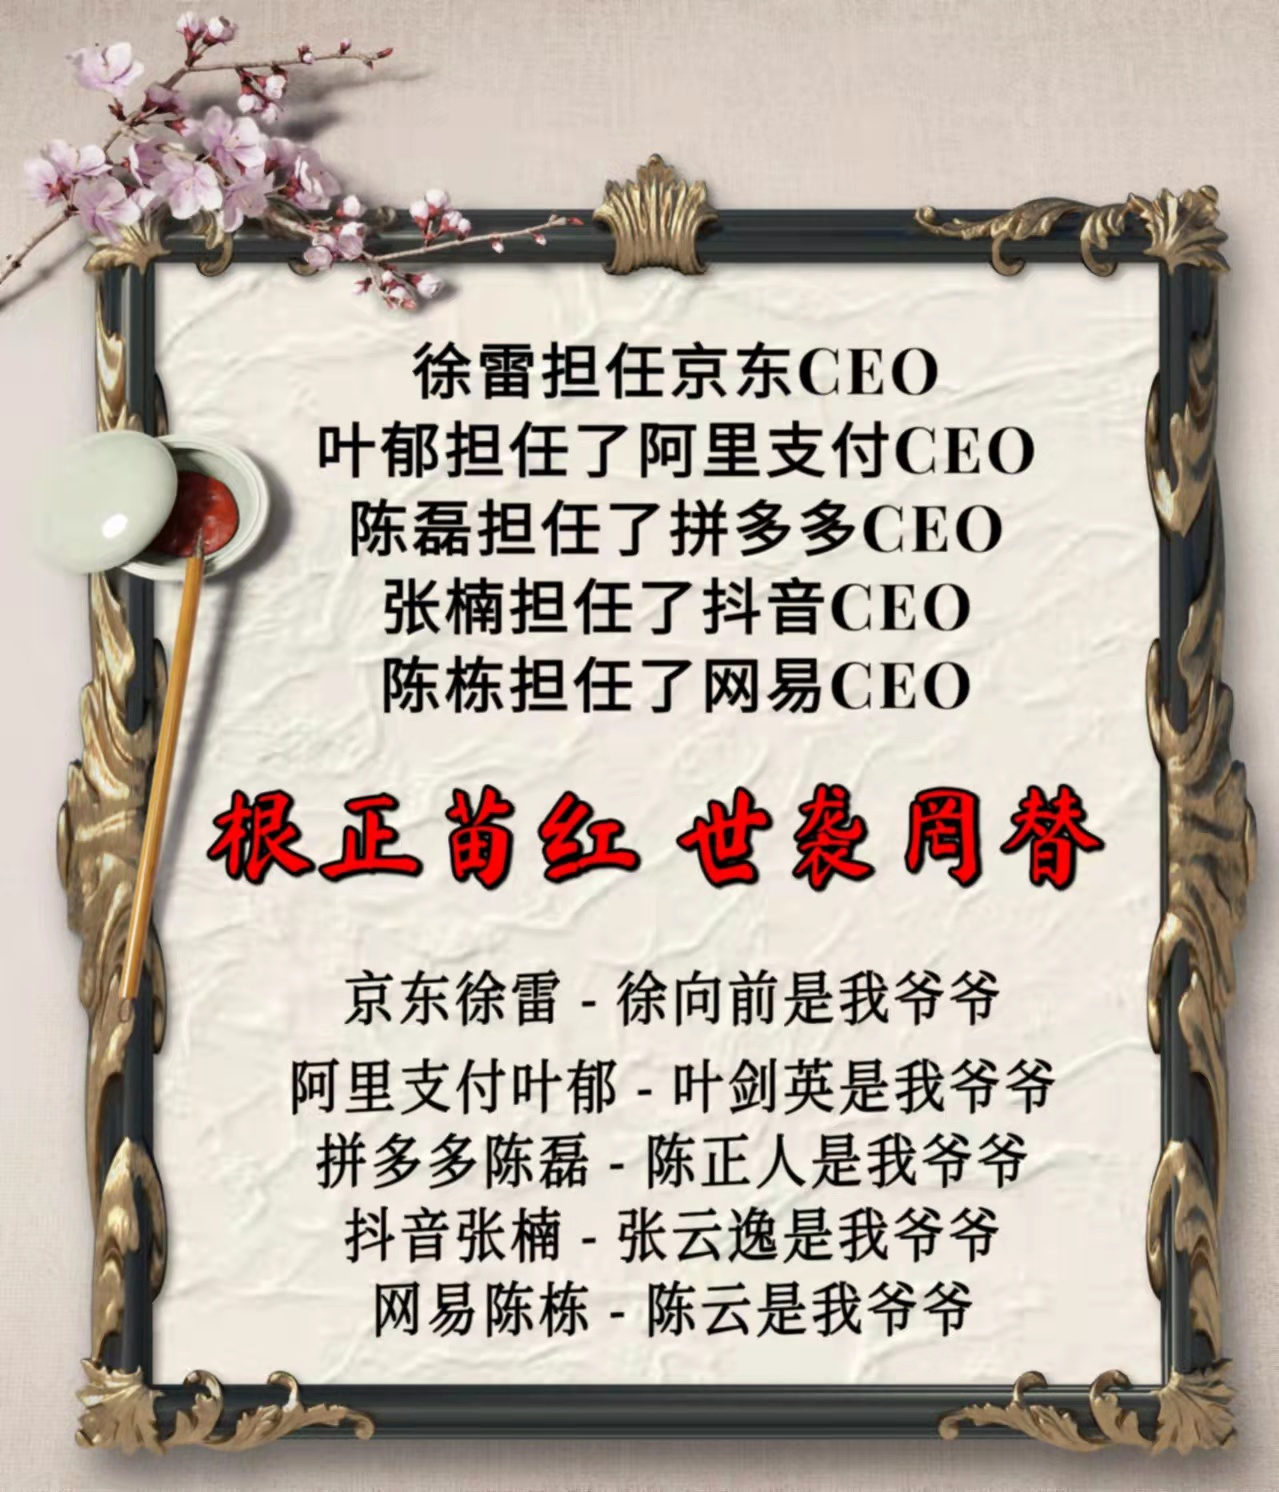 徐雷担任京东CEO
叶郁担任了阿里支付CEO
陈磊担任了拼多多CEO
张楠担任了抖音CEO
陈栋担任了网易CEO
根正苗红 世袭罔替
京东徐雷 - 徐向前是我爷爷
阿里支付叶郁 - 叶剑英是我爷爷
拼多多陈磊 - 陈正人是我爷爷
抖音张楠 - 张云逸是我爷爷
网易陈栋 - 陈云是我爷爷